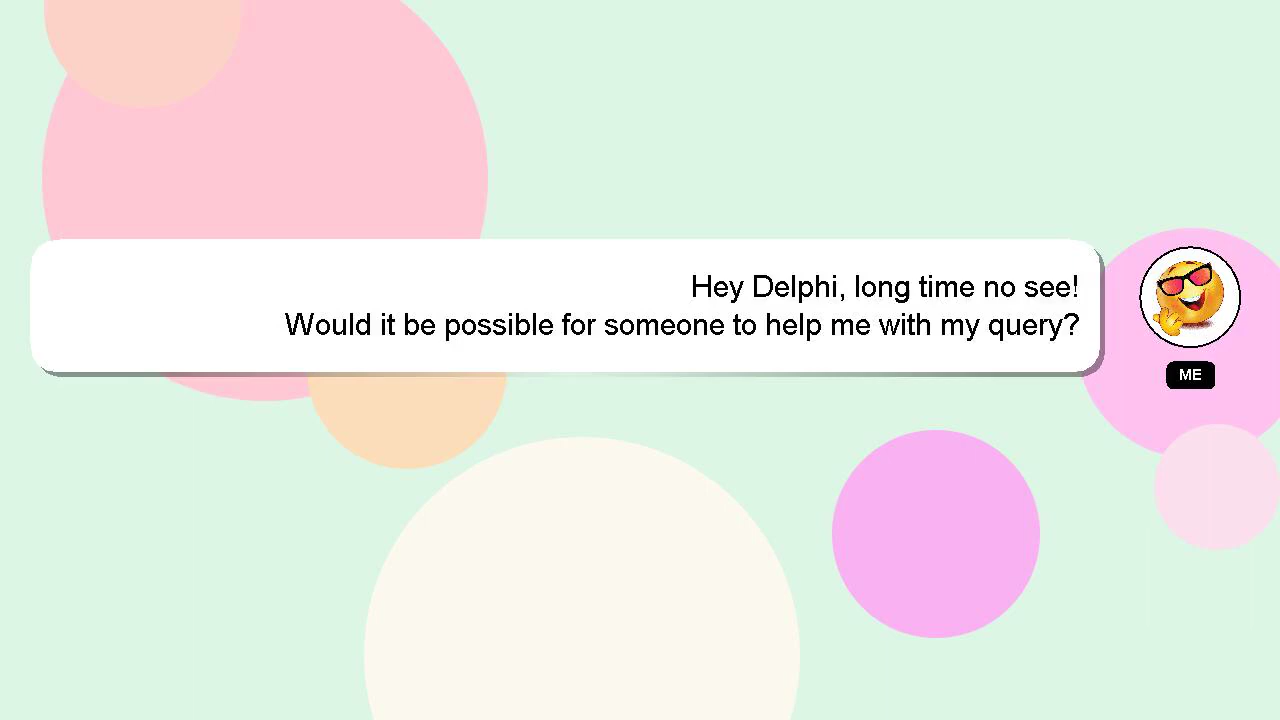 Hey Delphi, long time no see!
Would it be possible for someone to help me with my query?
ME